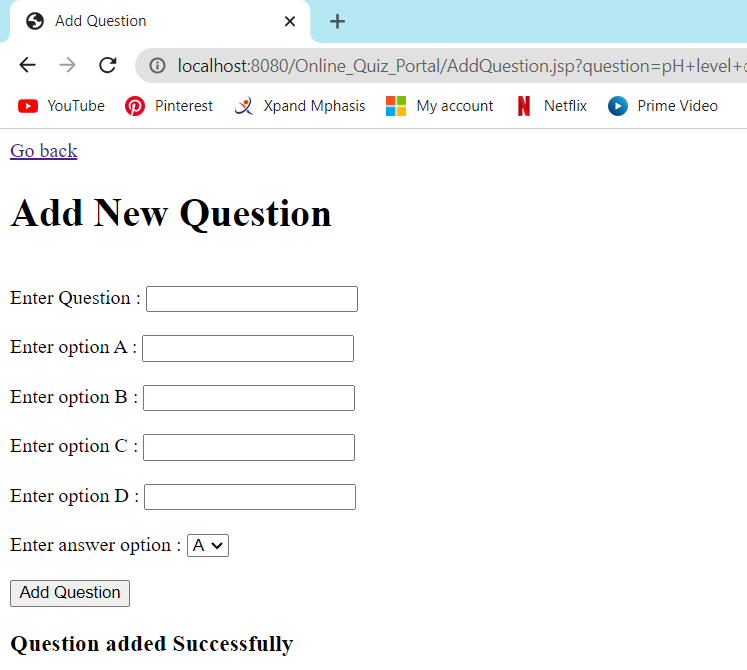 Add Question
localhost:8080/Online_Quiz_Portal/AddQuestion.jsp?question=pH+level+
YouTube Pinterest Xpand Mphasis My account Netflix Prime Video
Go back
Add New Question
Enter Question :
Enter option A :
Enter option B :
Enter option C :
Enter option D :
Enter answer option : A
Add Question
Question added Successfully